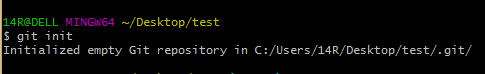 14R@DELL MINGW64 ~/Desktop/test
$ git init
Initialized empty Git repository in C:/Users/14R/Desktop/test/.git/